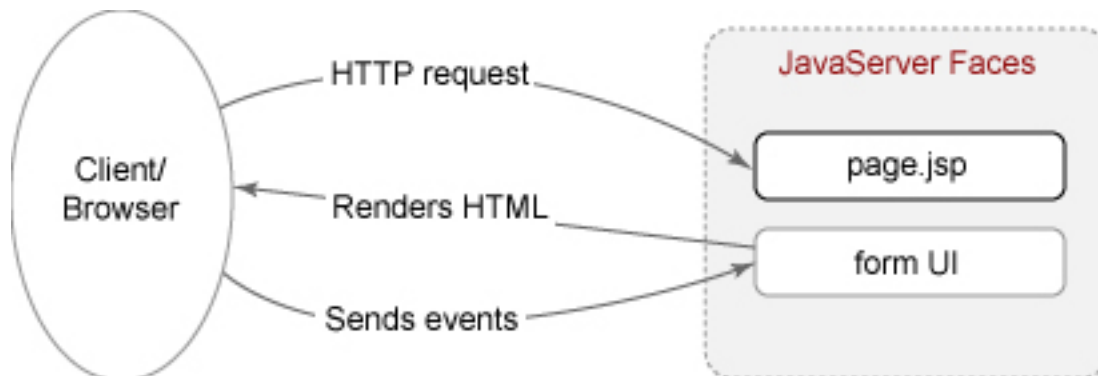 HTTP request
JavaServer Faces
Client/
Browser
page.jsp
Renders HTML
form UI
Sends events